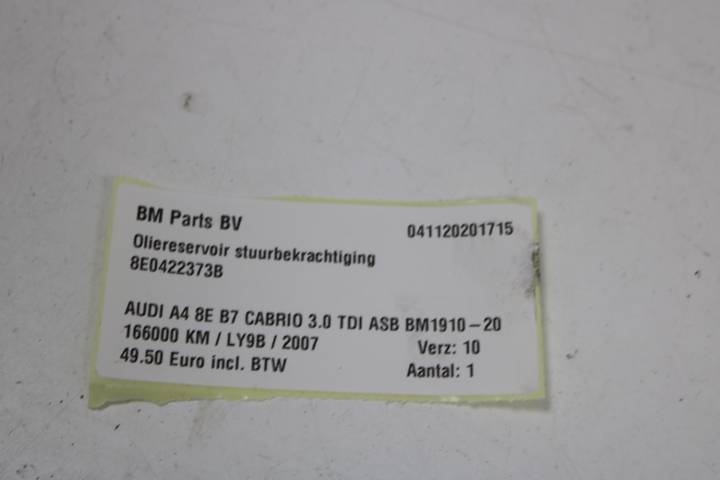 BM Parts BV 041120201715
Oliereservoir stuurbekrachtiging
8E0422373B
AUDI A4 8E B7 CABRIO 3.0 TDI ASB BM1910-20
166000 KM / LY9B / 2007 Verz: 10
49.50 Euro incl. BTW Aantal: 1